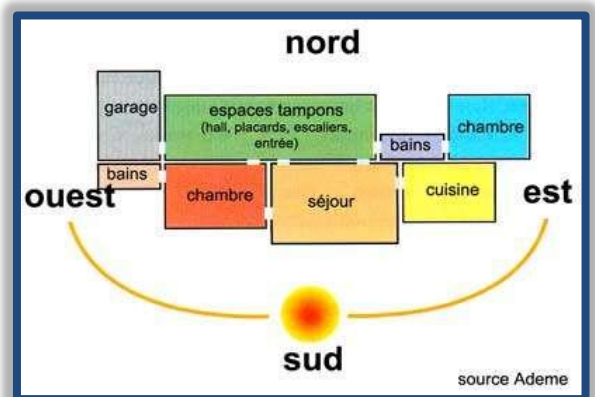 nord
garage
espaces tampons
(hall, placards, escaliers,
entrée)
bains
chambre
bains
ouest
chambre
séjour
cuisine
est
sud
source Ademe